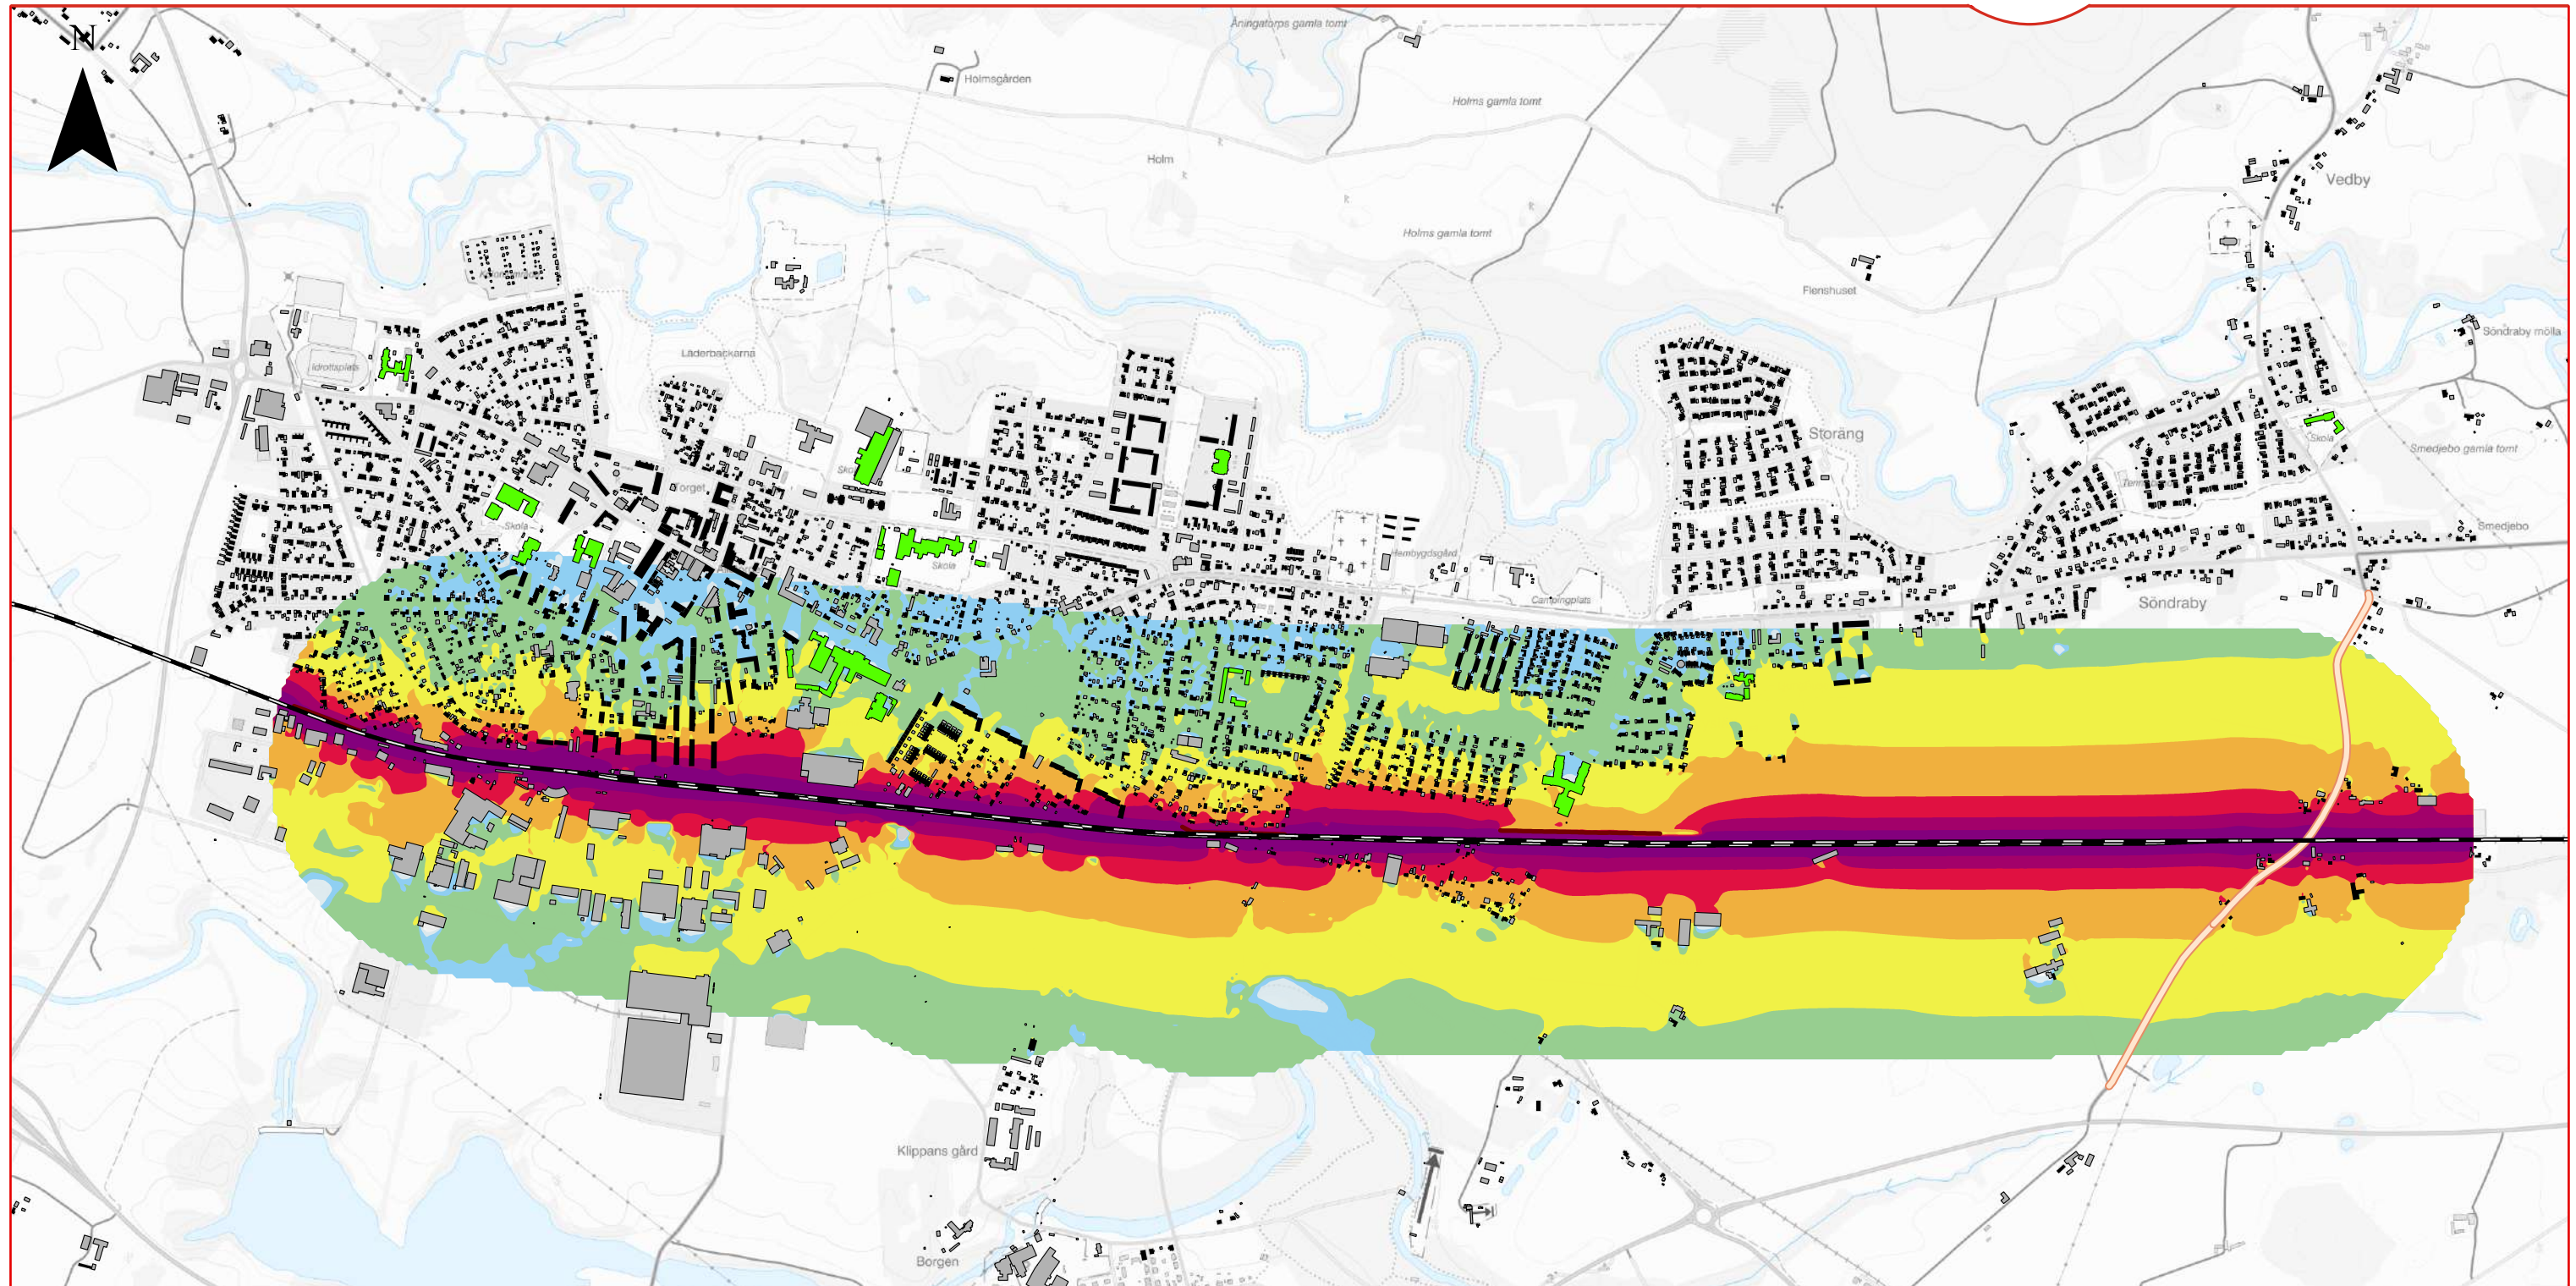 N
Åningatorps gamla tomt
Holmsgården
Holms gamla tomt
Holm
Vedby
Holms gamla tomt
Flenshuset
Söndraby mölla
Läderbackarna
Idrottsplats
Storäng
Skola
Smedjebo gamla tomt
Torget
Skola
Smedjebo
Hembygdsgård
Skola
Campingplats
Söndraby
Klippans gård
Borgen